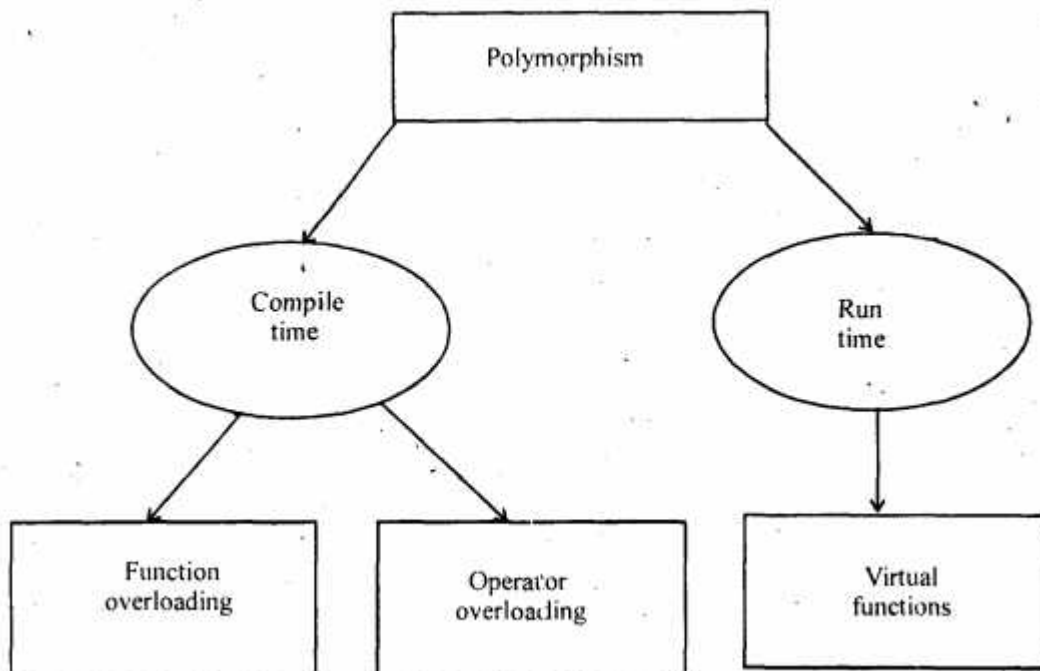 Polymorphism
Compile
time
Run
time
Function
overloading
Operator
overloading
Virtual
functions